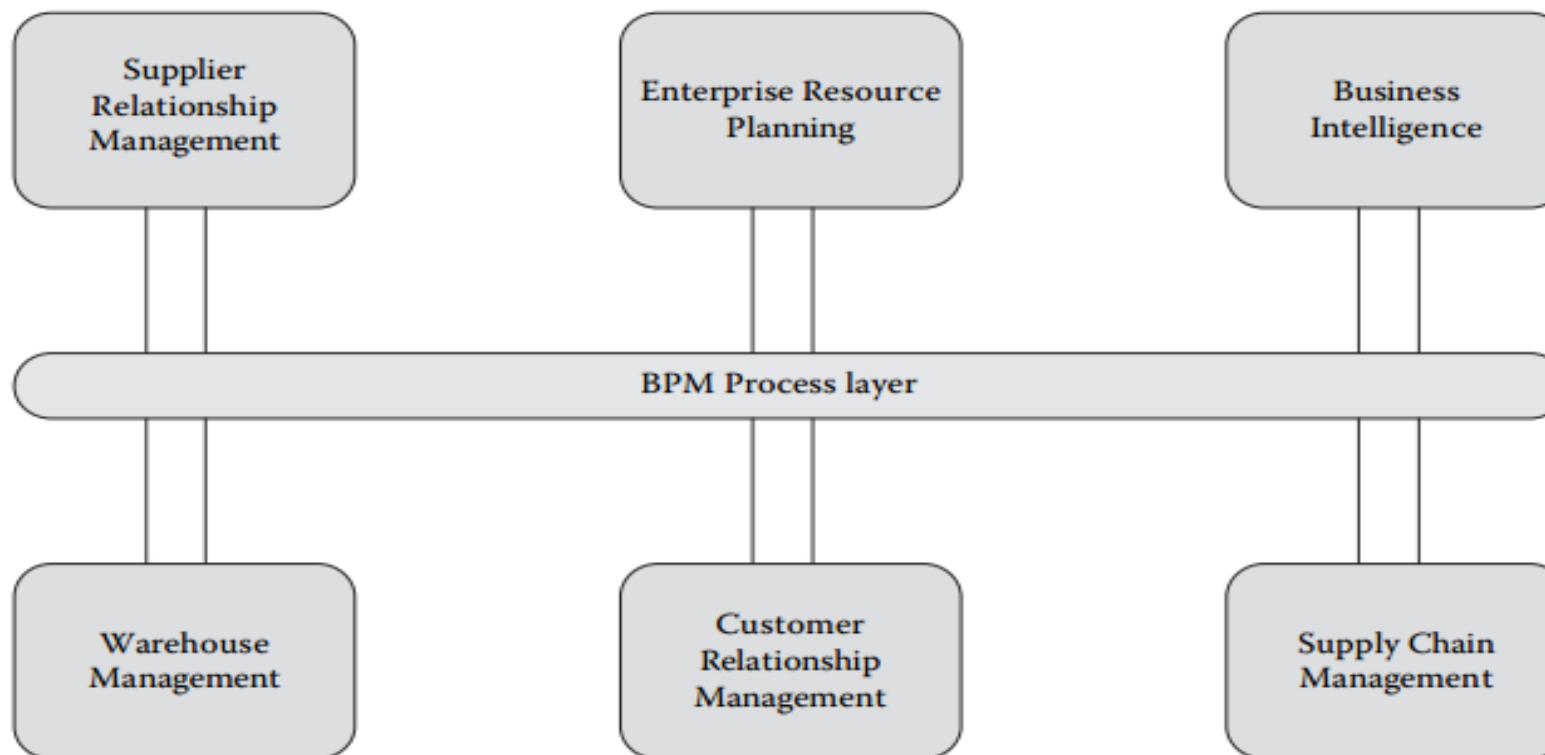 Supplier
Relationship
Management
Enterprise Resource
Planning
Business
Intelligence
BPM Process layer
Warehouse
Management
Customer
Relationship
Management
Supply Chain
Management